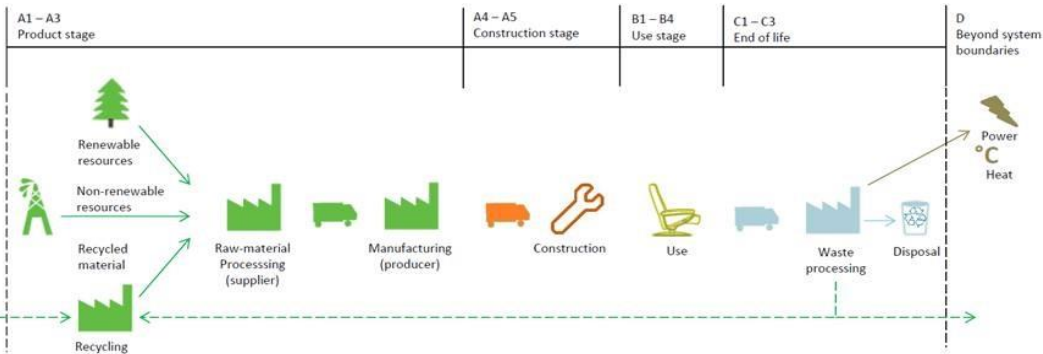 A1 – A3
Product stage
A4 – A5
Construction stage
B1 – B4
Use stage
C1 – C3
End of life
D
Beyond system
boundaries
Renewable
resources
Non-renewable
resources
Recycled
material
Recycling
Raw-material
Processsing
(supplier)
Manufacturing
(producer)
Construction
Use
Waste
processing
Disposal
Power
°C
Heat